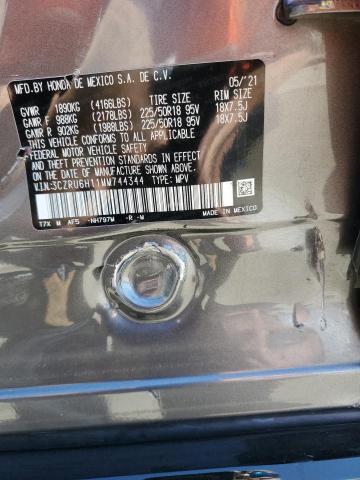 MFD.BY HONDA DE MEXICO S.A. DE C.V. 05/'21
GVWR 1890KG (4166LBS) TIRE SIZE RIM SIZE
GAWR F 988KG (2178LBS) 225/50R18 95V 18X7.5J
GAWR R 902KG (1988LBS) 225/50R18 95V 18X7.5J
THIS VEHICLE CONFORMS TO ALL APPLICABLE
FEDERAL MOTOR VEHICLE SAFETY, BUMPER,
AND THEFT PREVENTION STANDARDS IN EFFECT
ON THE DATE OF MANUFACTURE SHOWN ABOVE.
V.I.N:3CZRU6H11MM744344 TYPE: MPV
T7X M AF5 -NH797M -R -W MADE IN MEXICO